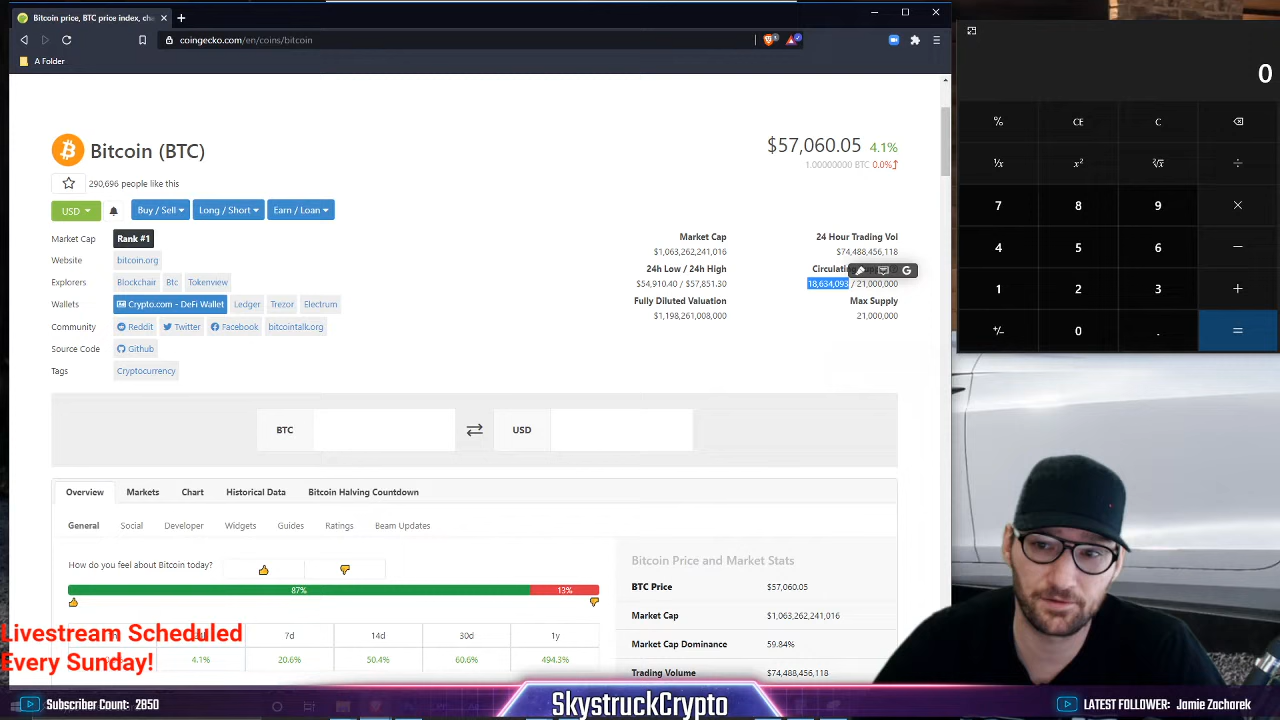 Bitcoin price, BTC price index, cha
coingecko.com/en/coins/bitcoin
A Folder
Bitcoin (BTC)
$57,060.05 4.1%
1.00000000 BTC 0.0%
290,696 people like this
USD Buy / Sell Long / Short Earn / Loan
Market Cap Rank #1
Website bitcoin.org
Explorers Blockchair Btc Tokenview
Wallets Crypto.com - DeFi Wallet Ledger Trezor Electrum
Community Reddit Twitter Facebook bitcointalk.org
Source Code Github
Tags Cryptocurrency
Market Cap 24 Hour Trading Vol
$1,063,262,241,016 $74,488,456,118
24h Low / 24h High
$54,910.40 / $57,851.30 18,634,093 / 21,000,000
Fully Diluted Valuation Max Supply
$1,198,261,008,000 21,000,000
BTC USD
Overview Markets Chart Historical Data Bitcoin Halving Countdown
General Social Developer Widgets Guides Ratings Beam Updates
How do you feel about Bitcoin today?
87% 13%
7d 14d 30d 1y
4.1% 20.6% 50.4% 60.6% 494.3%
Bitcoin Price and Market Stats
BTC Price $57,060.05
Market Cap $1,063,262,241,016
Market Cap Dominance 59.84%
Trading Volume $74,488,456,118
0
% CE C
¹/x x² ²√x ÷
7 8 9 ×
4 5 6 −
1 2 3 +
+/− 0 . =
Livestream Scheduled
Every Sunday!
Subscriber Count: 2850
SkystruckCrypto
LATEST FOLLOWER: Jamie Zacharek